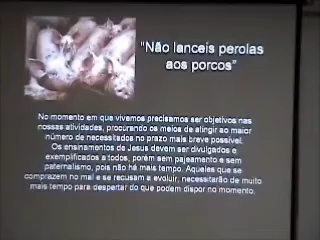 "Não lanceis perolas
aos porcos"
No momento em que vivemos precisamos ser objetivos nas
nossas atividades, procurando os meios de atingir ao maior
número de necessitados no prazo mais breve possível.
Os ensinamentos de Jesus devem ser divulgados e
exemplificados a todos, porém sem pajeamento e sem
paternalismo, pois não há mais tempo. Aqueles que se
comprazem no mal e se recusam a evoluir, necessitarão de muito
mais tempo para despertar do que podem dispor no momento.